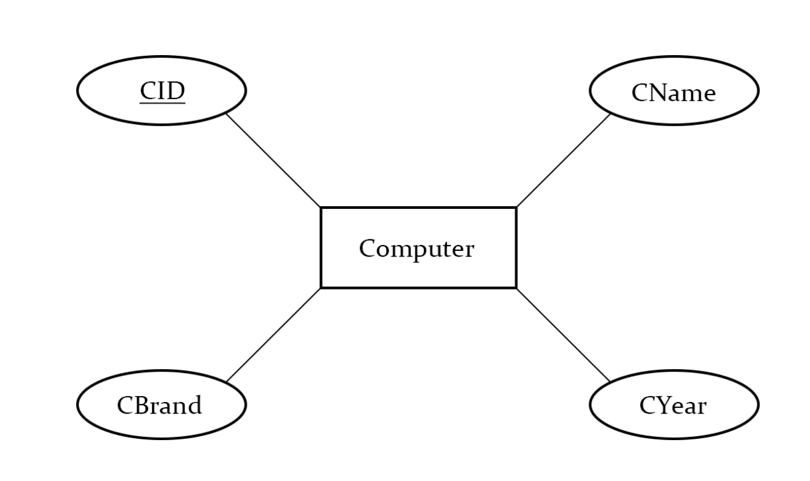 CID
CName
Computer
CBrand
CYear